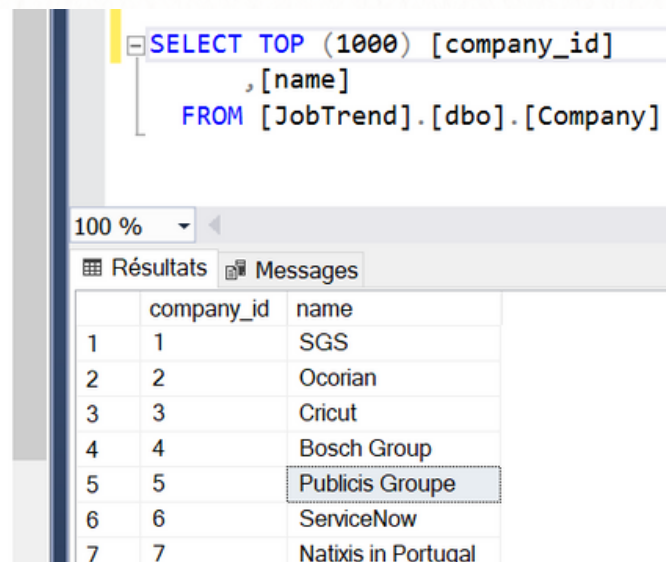 SELECT TOP (1000) [company_id]
,[name]
FROM [JobTrend].[dbo].[Company]
100 %
Résultats Messages
company_id name
1 1 SGS
2 2 Ocorian
3 3 Cricut
4 4 Bosch Group
5 5 Publicis Groupe
6 6 ServiceNow
7 7 Natixis in Portugal